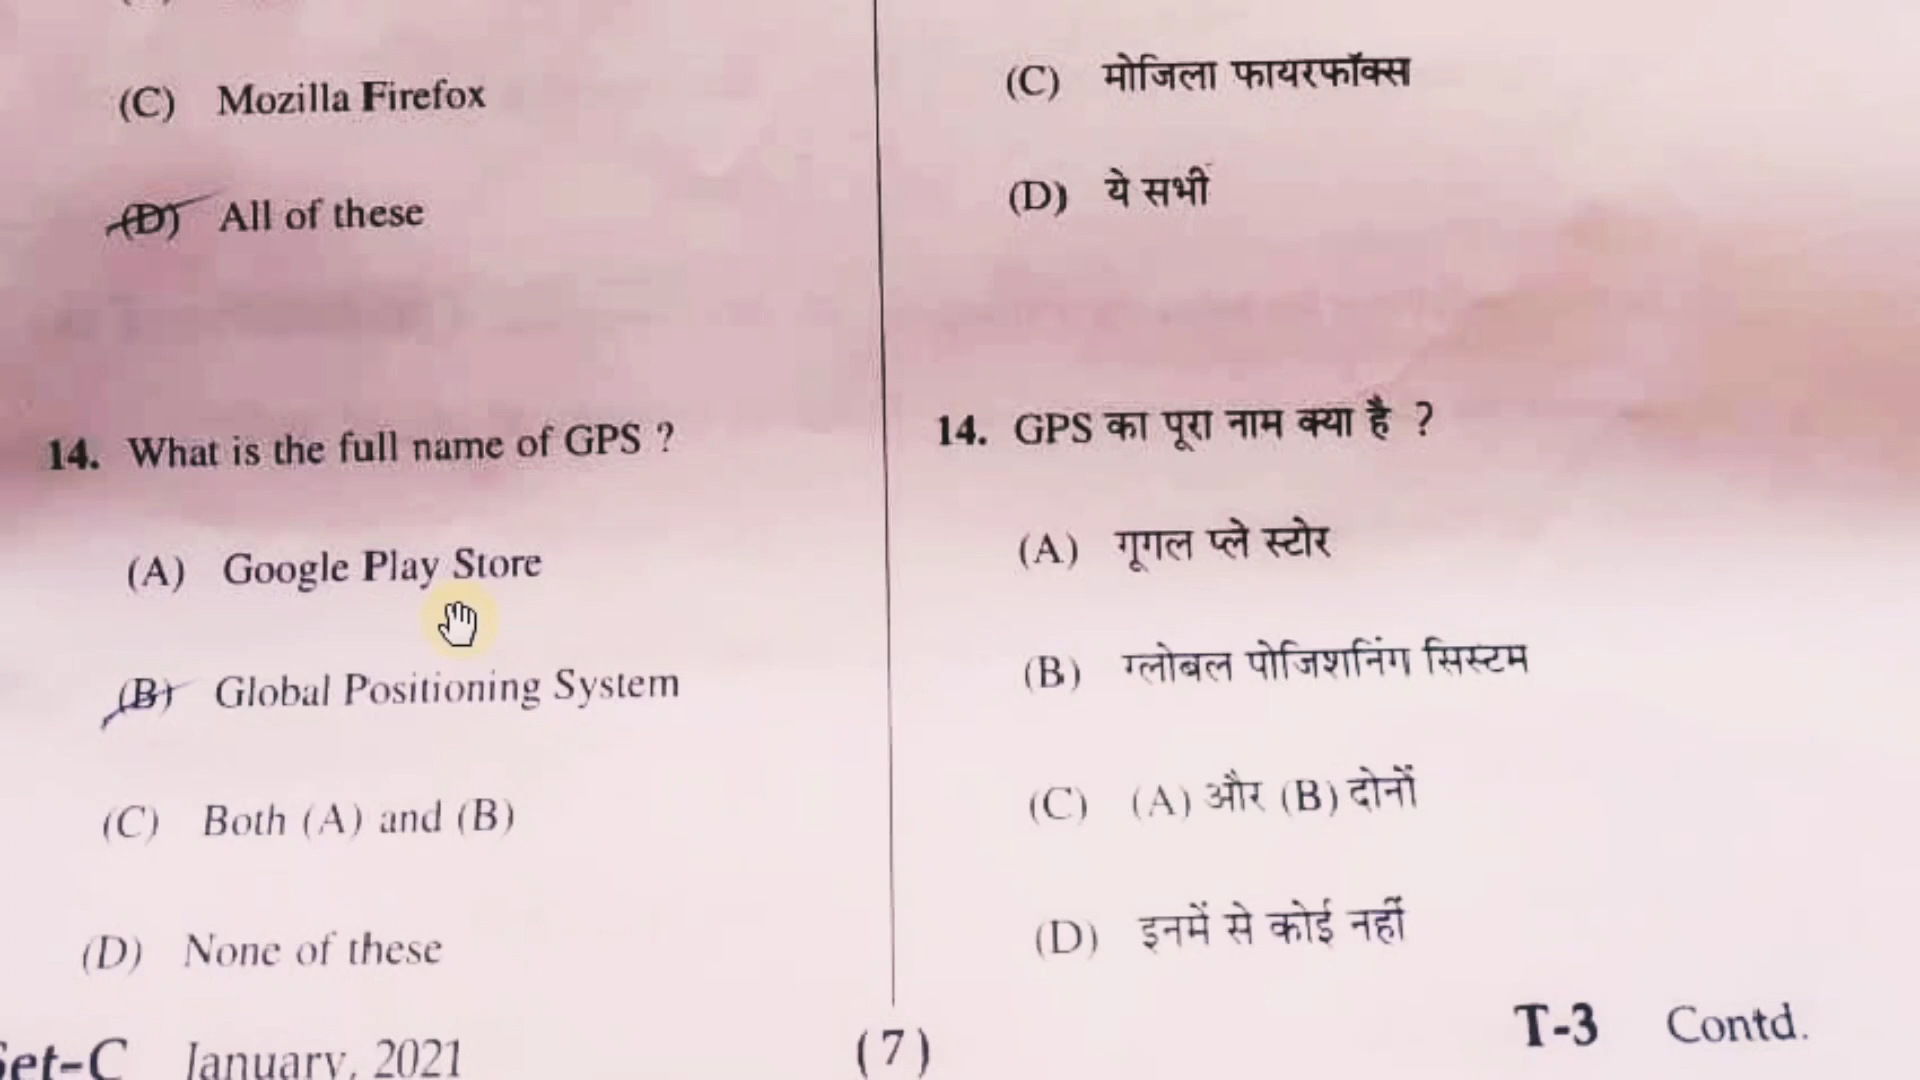 (C) Mozilla Firefox
(D) All of these
14. What is the full name of GPS ?
(A) Google Play Store
(B) Global Positioning System
(C) Both (A) and (B)
(D) None of these
(C) मोजिला फायरफॉक्स
(D) ये सभी
14. GPS का पूरा नाम क्या है ?
(A) गूगल प्ले स्टोर
(B) ग्लोबल पोजिशनिंग सिस्टम
(C) (A) और (B) दोनों
(D) इनमें से कोई नहीं
Set-C January, 2021 (7) T-3 Contd.